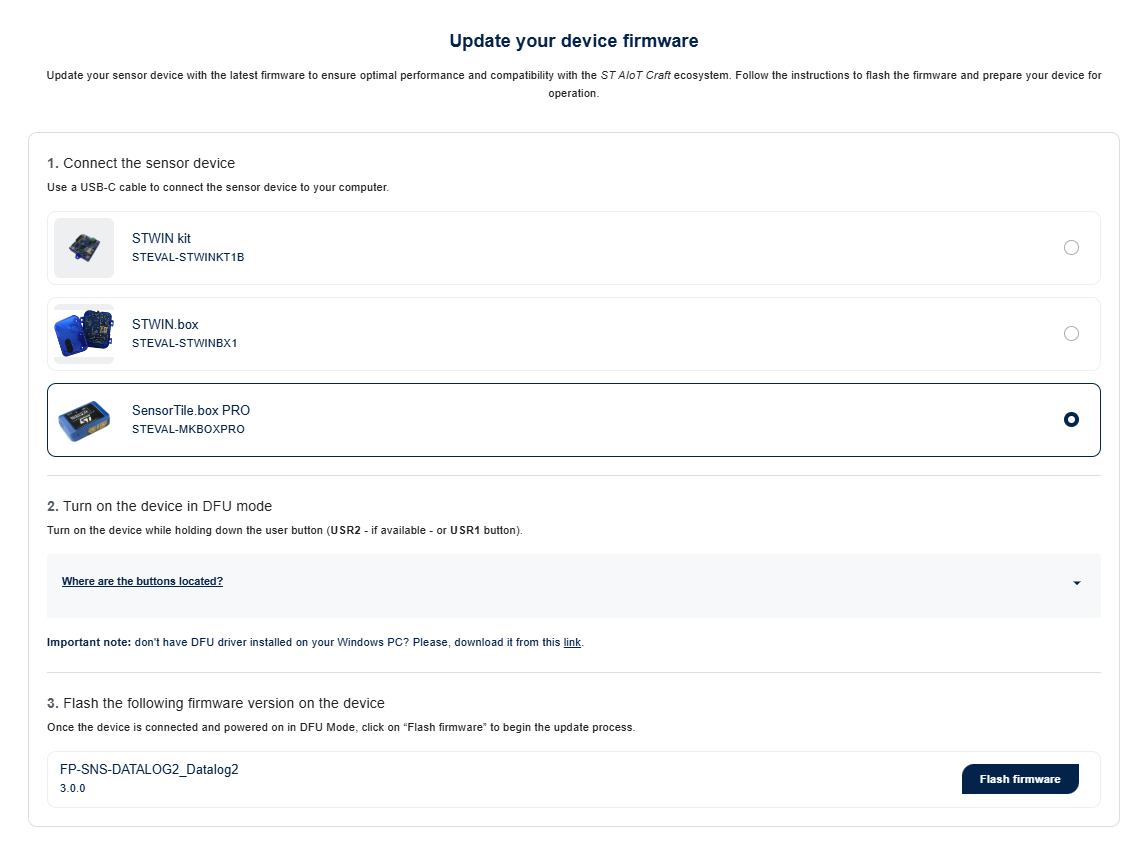 Update your device firmware
Update your sensor device with the latest firmware to ensure optimal performance and compatibility with the ST AIoT Craft ecosystem. Follow the instructions to flash the firmware and prepare your device for
operation.
1. Connect the sensor device
Use a USB-C cable to connect the sensor device to your computer.
STWIN kit
STEVAL-STWINKT1B
STWIN.box
STEVAL-STWINBX1
SensorTile.box PRO
STEVAL-MKBOXPRO
2. Turn on the device in DFU mode
Turn on the device while holding down the user button (USR2 - if available - or USR1 button).
Where are the buttons located?
Important note: don't have DFU driver installed on your Windows PC? Please, download it from this link.
3. Flash the following firmware version on the device
Once the device is connected and powered on in DFU Mode, click on “Flash firmware” to begin the update process.
FP-SNS-DATALOG2_Datalog2
3.0.0
Flash firmware